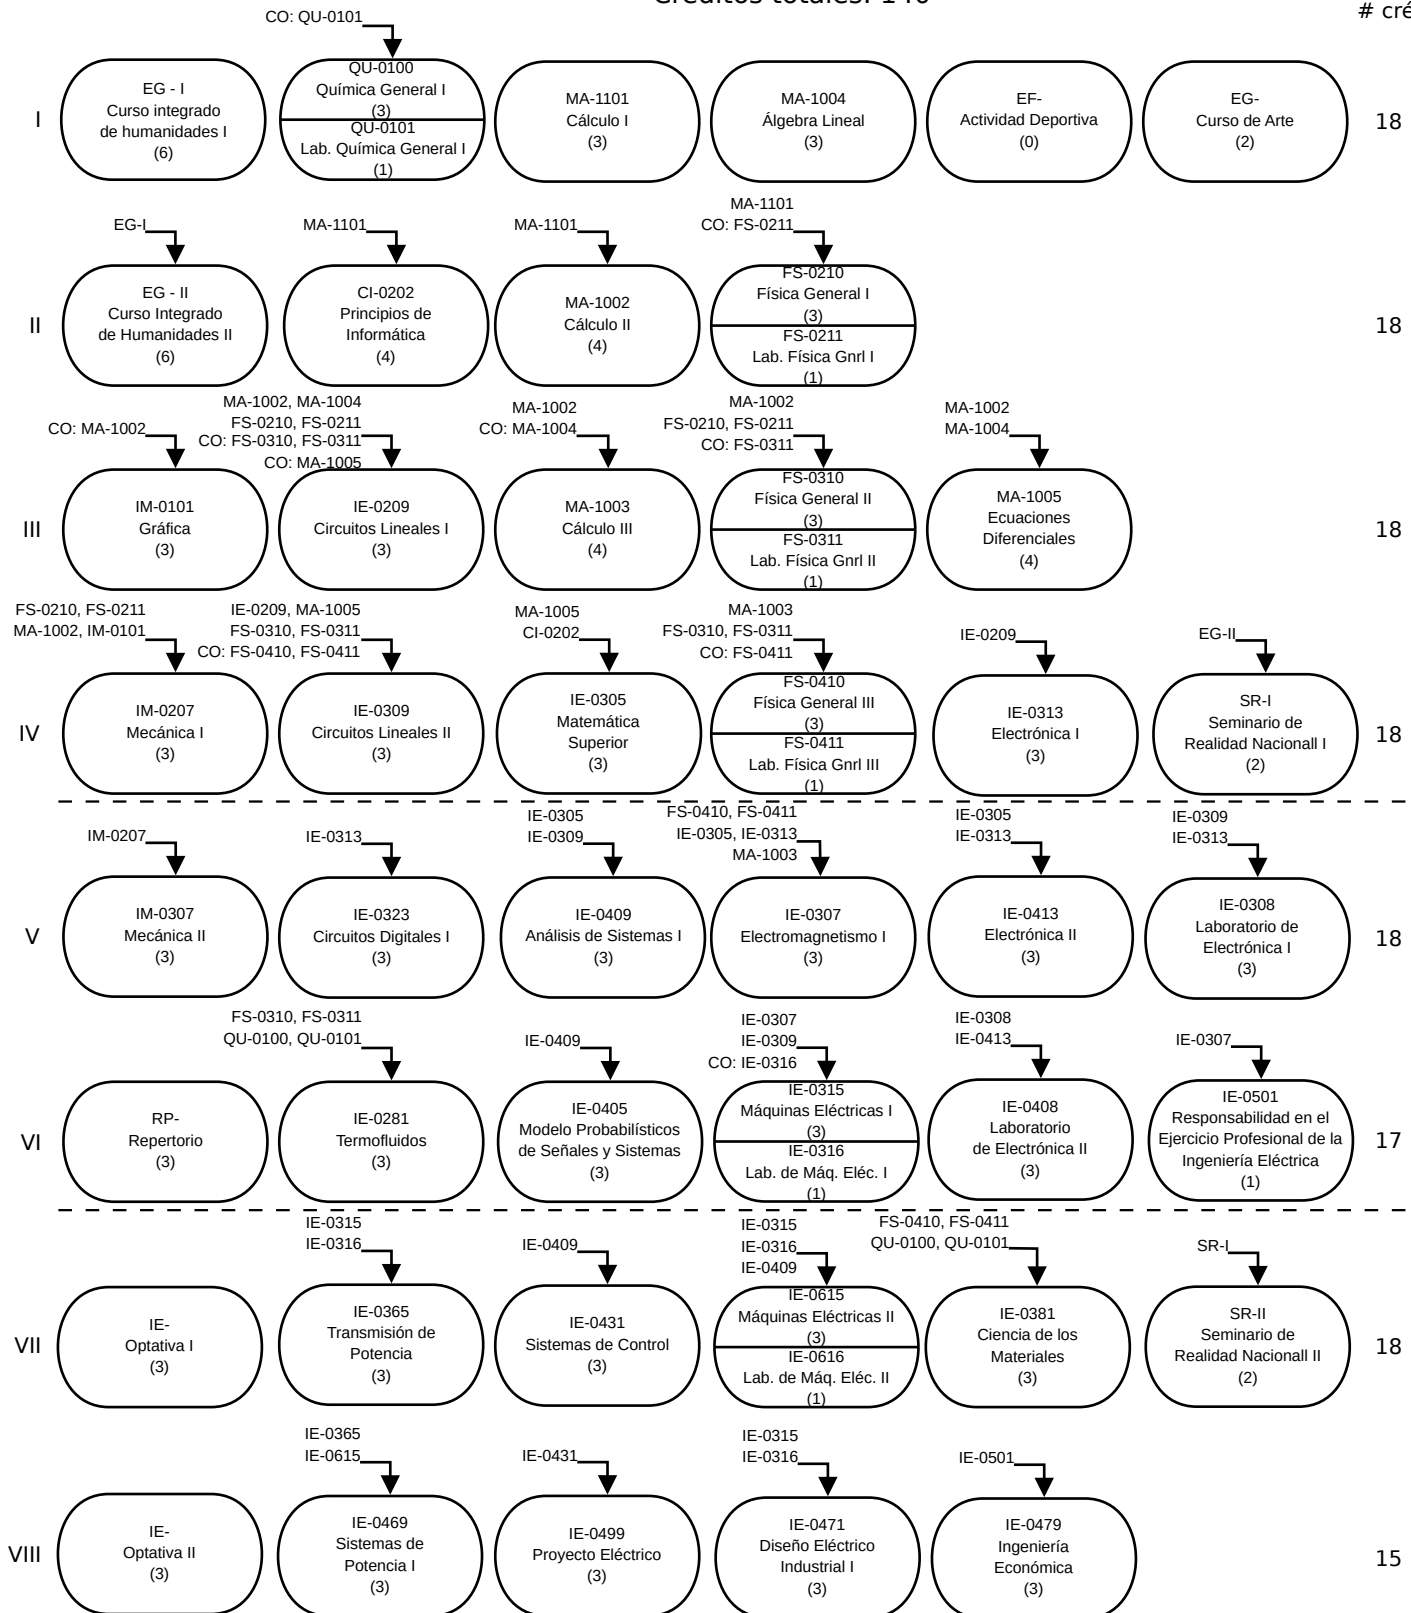 Créditos totales: 140
# cré
CO: QU-0101
I
EG - I
Curso integrado
de humanidades I
(6)
QU-0100
Química General I
(3)
QU-0101
Lab. Química General I
(1)
MA-1101
Cálculo I
(3)
MA-1004
Álgebra Lineal
(3)
EF-
Actividad Deportiva
(0)
EG-
Curso de Arte
(2)
18
EG-I
MA-1101
MA-1101
MA-1101
CO: FS-0211
II
EG - II
Curso Integrado
de Humanidades II
(6)
CI-0202
Principios de
Informática
(4)
MA-1002
Cálculo II
(4)
FS-0210
Física General I
(3)
FS-0211
Lab. Física Gnrl I
(1)
18
CO: MA-1002
MA-1002, MA-1004
FS-0210, FS-0211
CO: FS-0310, FS-0311
CO: MA-1005
MA-1002
CO: MA-1004
MA-1002
FS-0210, FS-0211
CO: FS-0311
MA-1002
MA-1004
III
IM-0101
Gráfica
(3)
IE-0209
Circuitos Lineales I
(3)
MA-1003
Cálculo III
(4)
FS-0310
Física General II
(3)
FS-0311
Lab. Física Gnrl II
(1)
MA-1005
Ecuaciones
Diferenciales
(4)
18
FS-0210, FS-0211
MA-1002, IM-0101
IE-0209, MA-1005
FS-0310, FS-0311
CO: FS-0410, FS-0411
MA-1005
CI-0202
MA-1003
FS-0310, FS-0311
CO: FS-0411
IE-0209
EG-II
IV
IM-0207
Mecánica I
(3)
IE-0309
Circuitos Lineales II
(3)
IE-0305
Matemática
Superior
(3)
FS-0410
Física General III
(3)
FS-0411
Lab. Física Gnrl III
(1)
IE-0313
Electrónica I
(3)
SR-I
Seminario de
Realidad Nacionall I
(2)
18
IM-0207
IE-0313
IE-0305
IE-0309
FS-0410, FS-0411
IE-0305, IE-0313
MA-1003
IE-0305
IE-0313
IE-0309
IE-0313
V
IM-0307
Mecánica II
(3)
IE-0323
Circuitos Digitales I
(3)
IE-0409
Análisis de Sistemas I
(3)
IE-0307
Electromagnetismo I
(3)
IE-0413
Electrónica II
(3)
IE-0308
Laboratorio de
Electrónica I
(3)
18
FS-0310, FS-0311
QU-0100, QU-0101
IE-0409
IE-0307
IE-0309
CO: IE-0316
IE-0308
IE-0413
IE-0307
VI
RP-
Repertorio
(3)
IE-0281
Termofluidos
(3)
IE-0405
Modelo Probabilísticos
de Señales y Sistemas
(3)
IE-0315
Máquinas Eléctricas I
(3)
IE-0316
Lab. de Máq. Eléc. I
(1)
IE-0408
Laboratorio
de Electrónica II
(3)
IE-0501
Responsabilidad en el
Ejercicio Profesional de la
Ingeniería Eléctrica
(1)
17
IE-0315
IE-0316
IE-0409
IE-0315
IE-0316
IE-0409
FS-0410, FS-0411
QU-0100, QU-0101
SR-I
VII
IE-
Optativa I
(3)
IE-0365
Transmisión de
Potencia
(3)
IE-0431
Sistemas de Control
(3)
IE-0615
Máquinas Eléctricas II
(3)
IE-0616
Lab. de Máq. Eléc. II
(1)
IE-0381
Ciencia de los
Materiales
(3)
SR-II
Seminario de
Realidad Nacionall II
(2)
18
IE-0365
IE-0615
IE-0431
IE-0315
IE-0316
IE-0501
VIII
IE-
Optativa II
(3)
IE-0469
Sistemas de
Potencia I
(3)
IE-0499
Proyecto Eléctrico
(3)
IE-0471
Diseño Eléctrico
Industrial I
(3)
IE-0479
Ingeniería
Económica
(3)
15